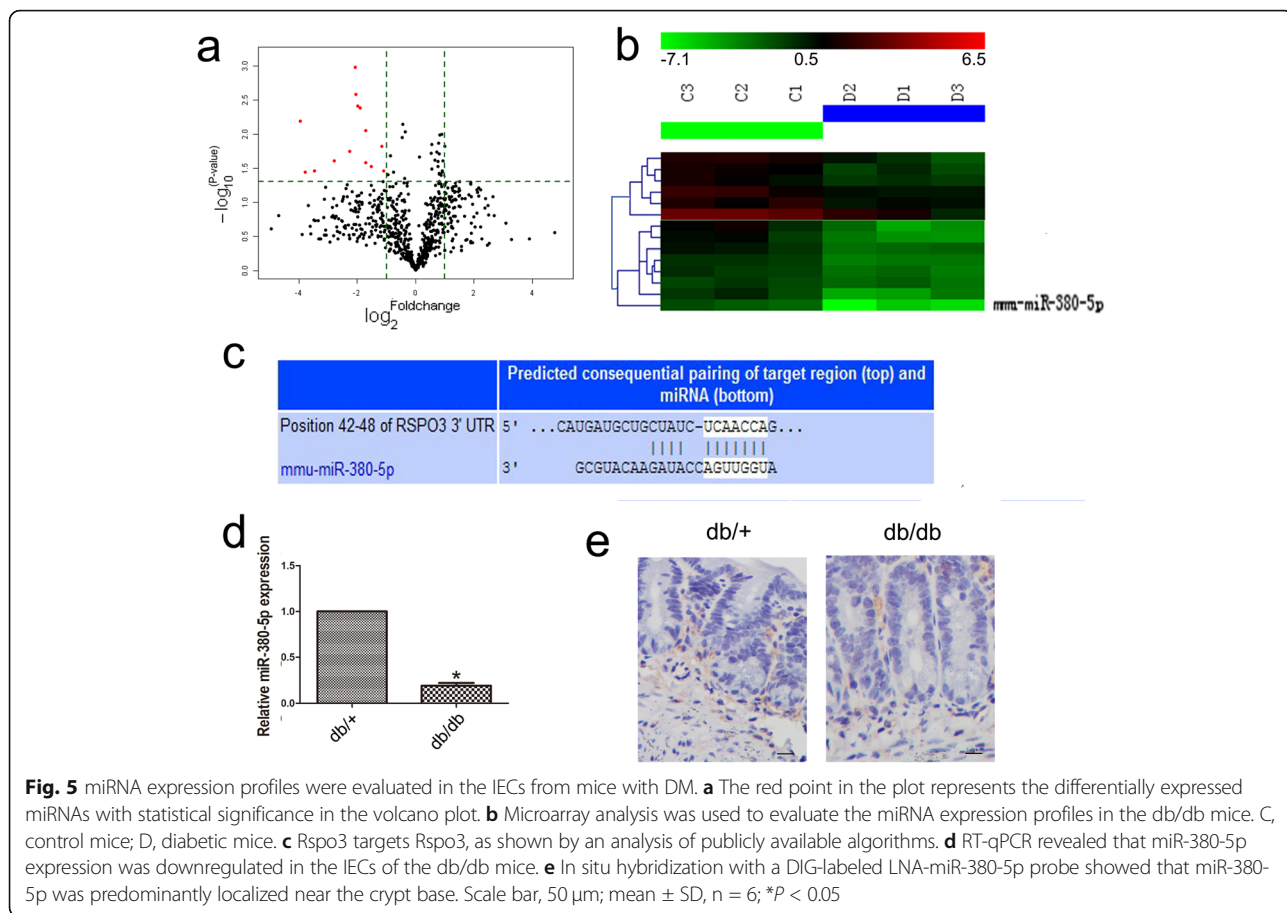 a
3.0
2.5
2.0
1.5
1.0
0.5
0.0
−log10(P-value)
-4 -2 0 2 4
log2Foldchange
b
-7.1 0.5 6.5
C3 C2 C1 D2 D1 D3
mmu-miR-380-5p
c
Predicted consequential pairing of target region (top) and
miRNA (bottom)
Position 42-48 of RSPO3 3' UTR 5' ...CAUGAUGCUGCUAUC-UCAACCAG...
|||| |||||||
mmu-miR-380-5p 3' GCGUACAAGAUACCAGUUGGUA
d
Relative miR-380-5p expression
1.5
1.0
0.5
0.0
*
db/+ db/db
e
db/+ db/db
Fig. 5 miRNA expression profiles were evaluated in the IECs from mice with DM. a The red point in the plot represents the differentially expressed
miRNAs with statistical significance in the volcano plot. b Microarray analysis was used to evaluate the miRNA expression profiles in the db/db mice. C,
control mice; D, diabetic mice. c Rspo3 targets Rspo3, as shown by an analysis of publicly available algorithms. d RT-qPCR revealed that miR-380-5p
expression was downregulated in the IECs of the db/db mice. e In situ hybridization with a DIG-labeled LNA-miR-380-5p probe showed that miR-380-
5p was predominantly localized near the crypt base. Scale bar, 50 μm; mean ± SD, n = 6; *P < 0.05